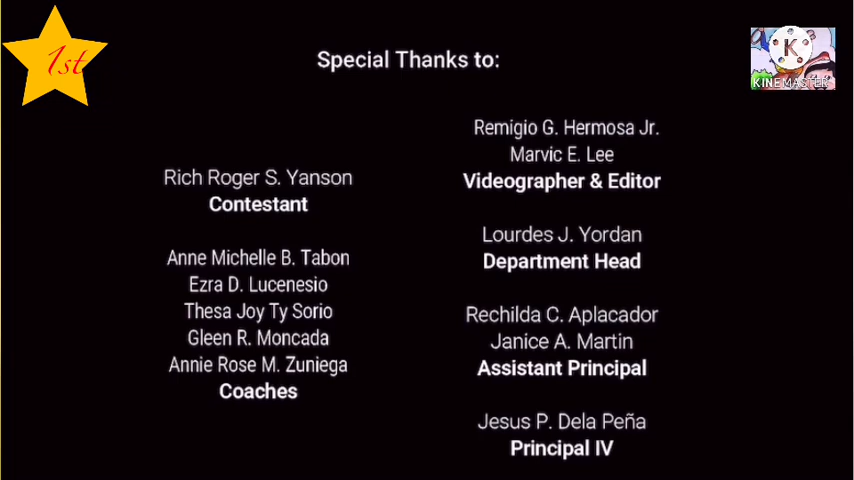 1st
Special Thanks to:
KINEMASTER
Rich Roger S. Yanson
Contestant
Anne Michelle B. Tabon
Ezra D. Lucenesio
Thesa Joy Ty Sorio
Gleen R. Moncada
Annie Rose M. Zuniega
Coaches
Remigio G. Hermosa Jr.
Marvic E. Lee
Videographer & Editor
Lourdes J. Yordan
Department Head
Rechilda C. Aplacador
Janice A. Martin
Assistant Principal
Jesus P. Dela Peña
Principal IV